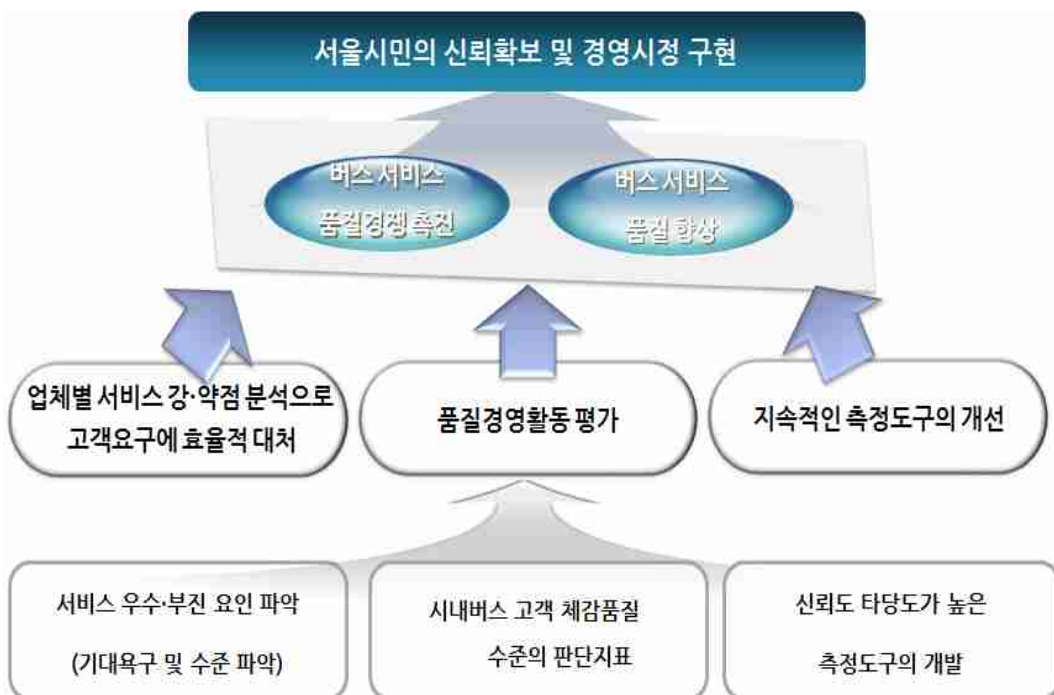 서울시민의 신뢰확보 및 경영시정 구현
버스 서비스
품질경쟁 촉진
버스 서비스
품질 향상
업체별 서비스 강·약점 분석으로
고객요구에 효율적 대처
품질경영활동 평가
지속적인 측정도구의 개선
서비스 우수·부진 요인 파악
(기대욕구 및 수준 파악)
시내버스 고객 체감품질
수준의 판단지표
신뢰도 타당도가 높은
측정도구의 개발